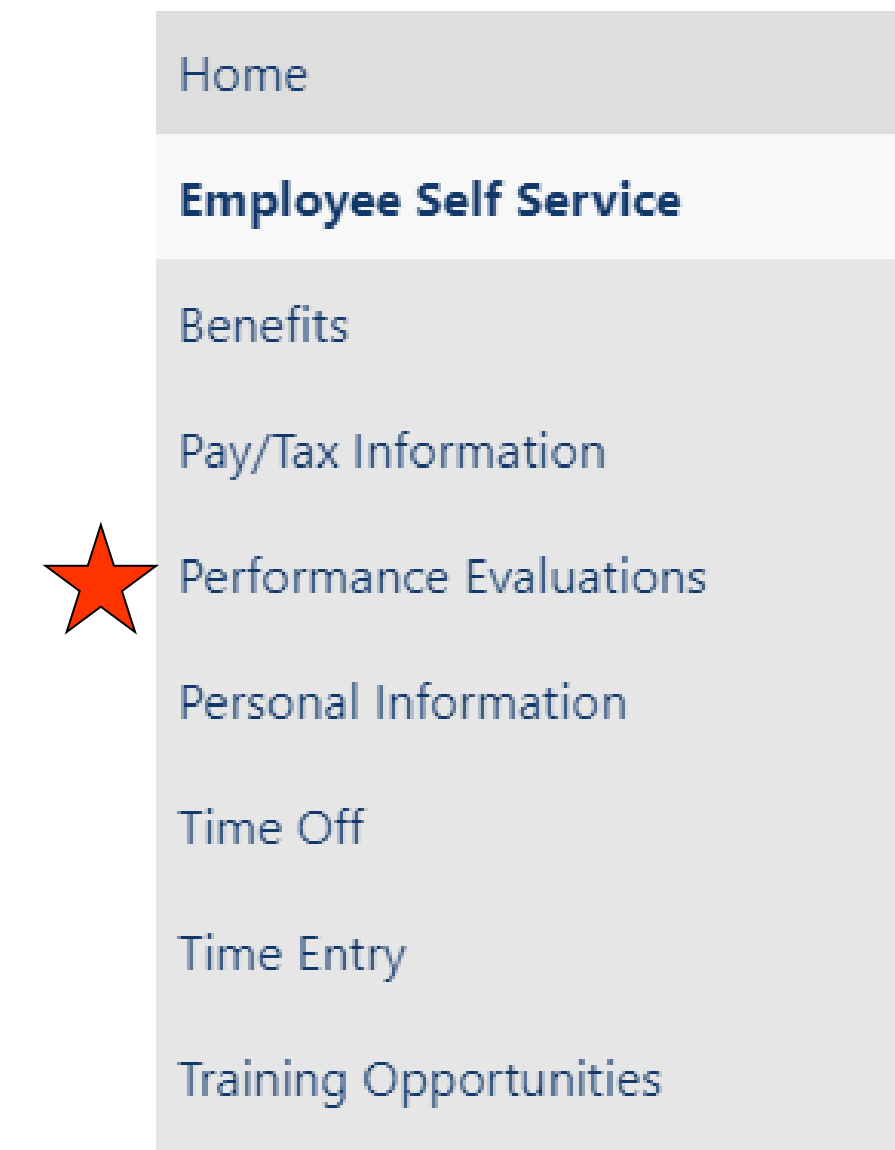 Home
Employee Self Service
Benefits
Pay/Tax Information
Performance Evaluations
Personal Information
Time Off
Time Entry
Training Opportunities